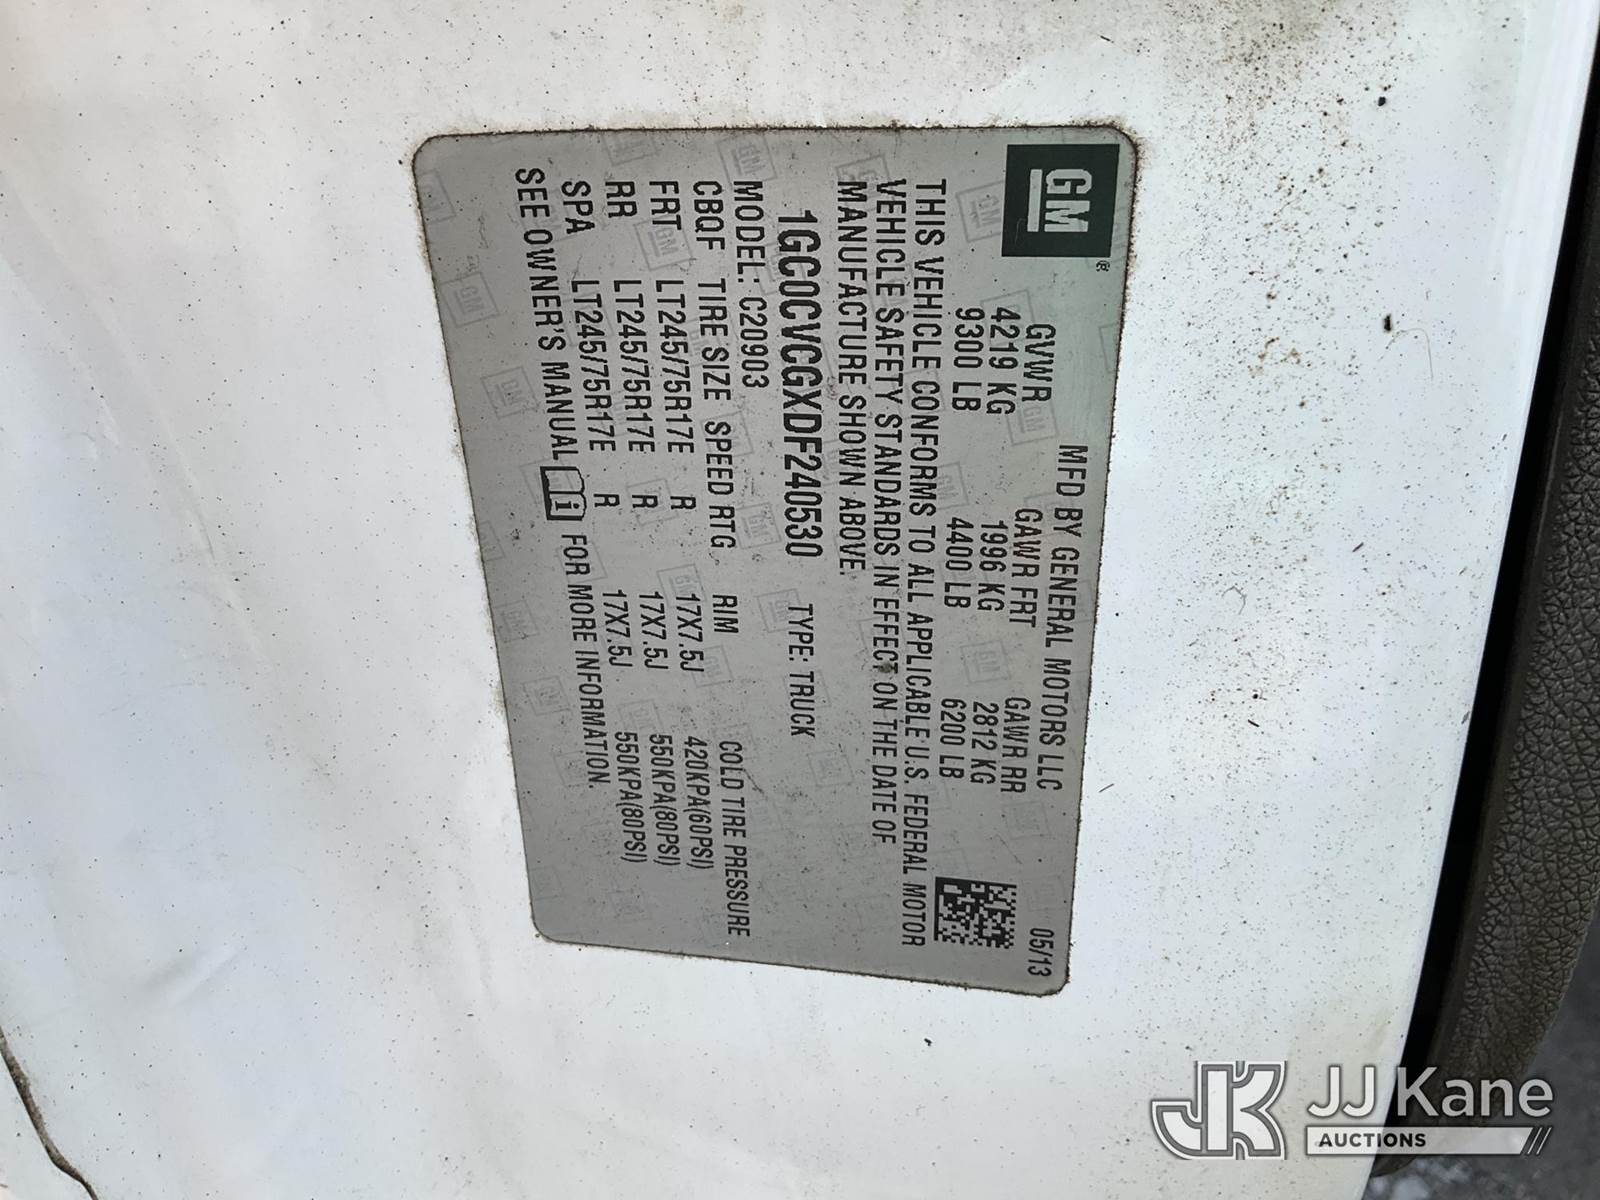 GM
®
MFD BY GENERAL MOTORS LLC 05/13
GVWR GAWR FRT GAWR RR
4219 KG 1996 KG 2812 KG
9300 LB 4400 LB 6200 LB
THIS VEHICLE CONFORMS TO ALL APPLICABLE U.S. FEDERAL MOTOR
VEHICLE SAFETY STANDARDS IN EFFECT ON THE DATE OF
MANUFACTURE SHOWN ABOVE.
1GC0CVCGXDF240530 TYPE: TRUCK
MODEL: C20903
CBQF TIRE SIZE SPEED RTG RIM COLD TIRE PRESSURE
FRT LT245/75R17E R 17X7.5J 420KPA(60PSI)
RR LT245/75R17E R 17X7.5J 550KPA(80PSI)
SPA LT245/75R17E R 17X7.5J 550KPA(80PSI)
SEE OWNER'S MANUAL i FOR MORE INFORMATION.
JK JJ Kane
AUCTIONS